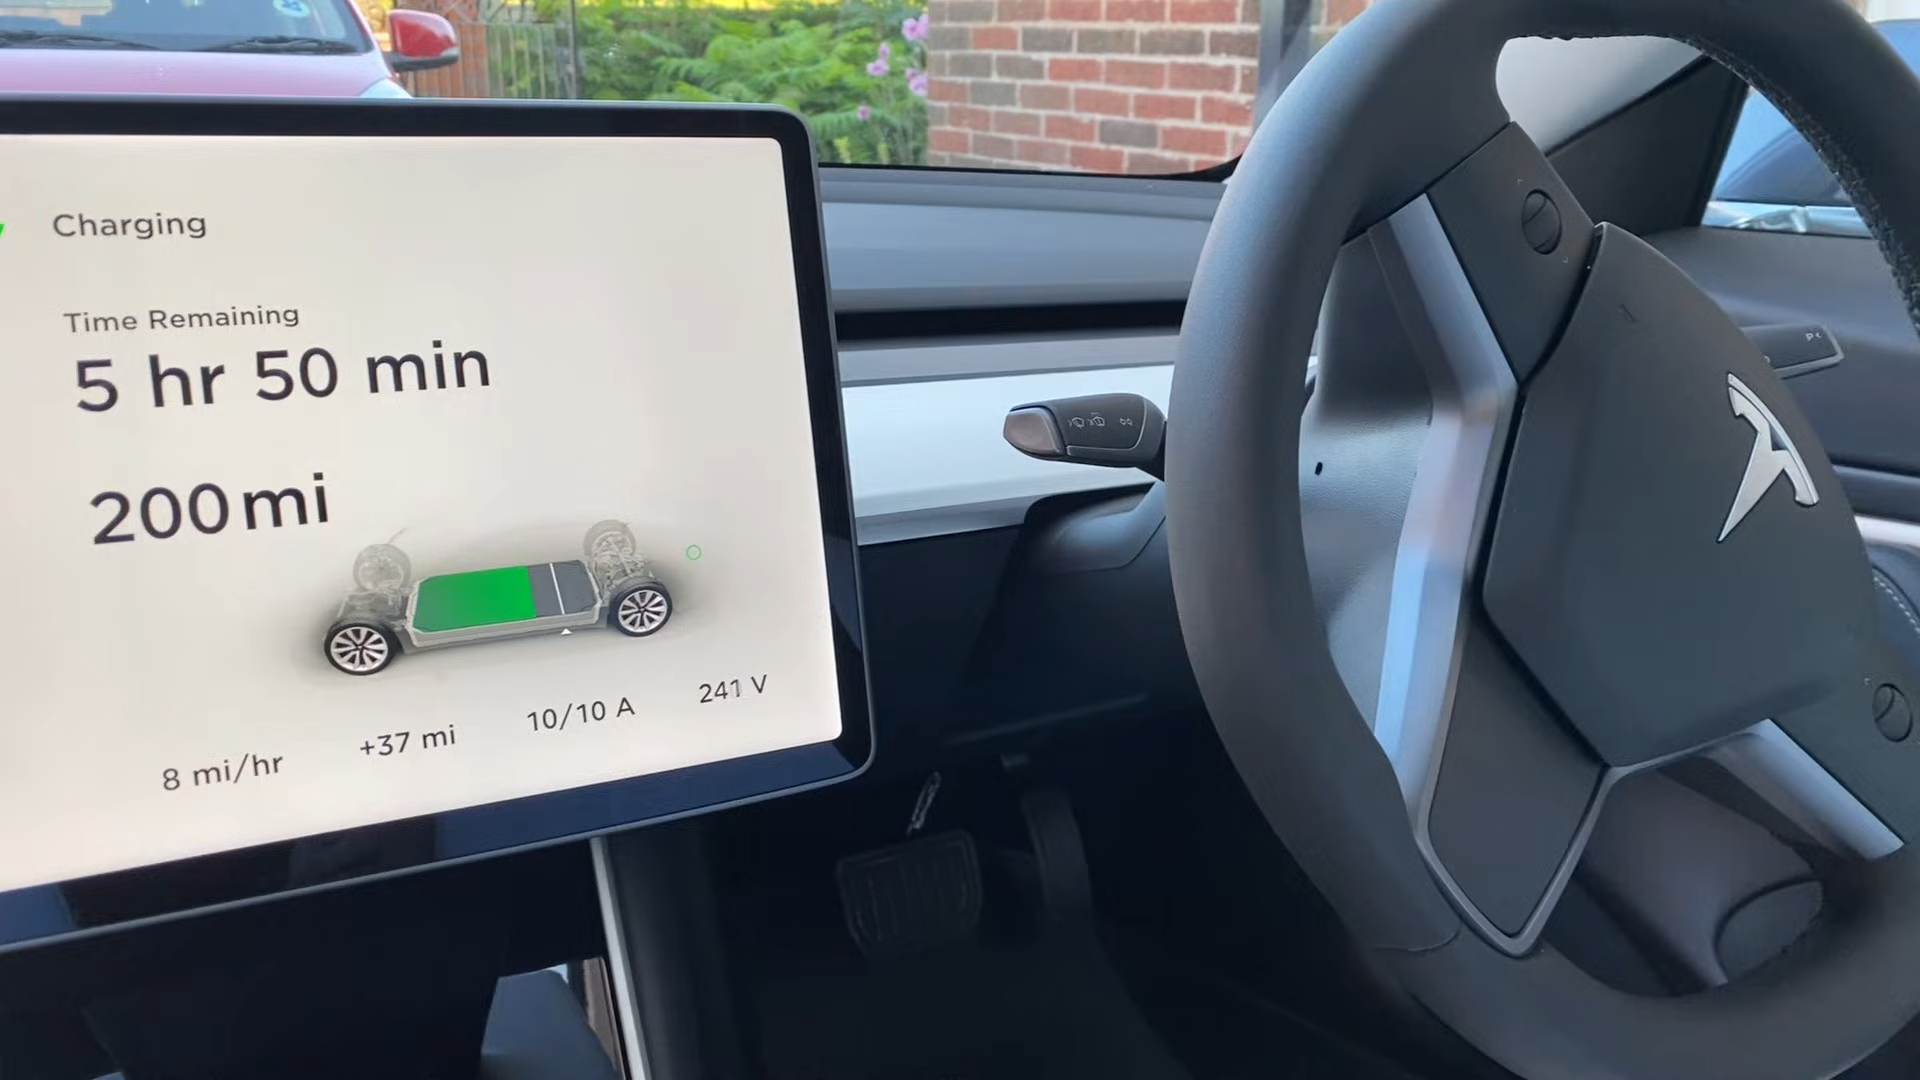 Charging
Time Remaining
5 hr 50 min
200 mi
8 mi/hr
+37 mi
10/10 A
241 V